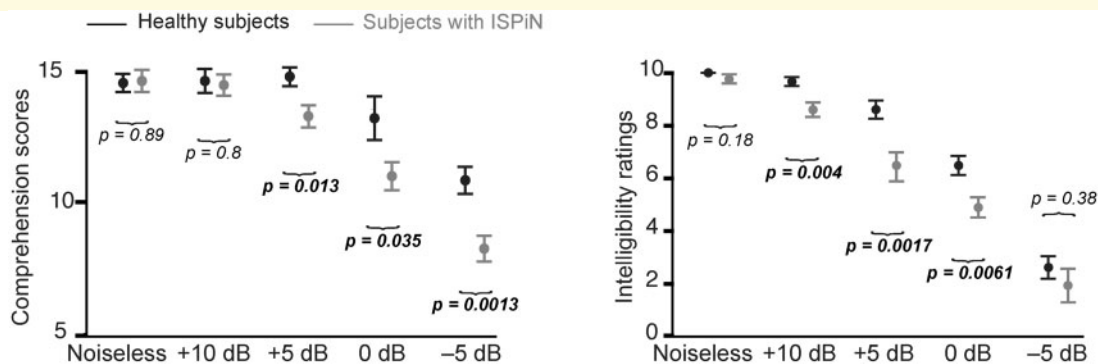 Healthy subjects
Subjects with ISPiN
Comprehension scores
15
10
5
p = 0.89
p = 0.8
p = 0.013
p = 0.035
p = 0.0013
Noiseless +10 dB +5 dB 0 dB –5 dB
Intelligibility ratings
10
8
6
4
2
0
p = 0.18
p = 0.004
p = 0.0017
p = 0.0061
p = 0.38
Noiseless +10 dB +5 dB 0 dB –5 dB